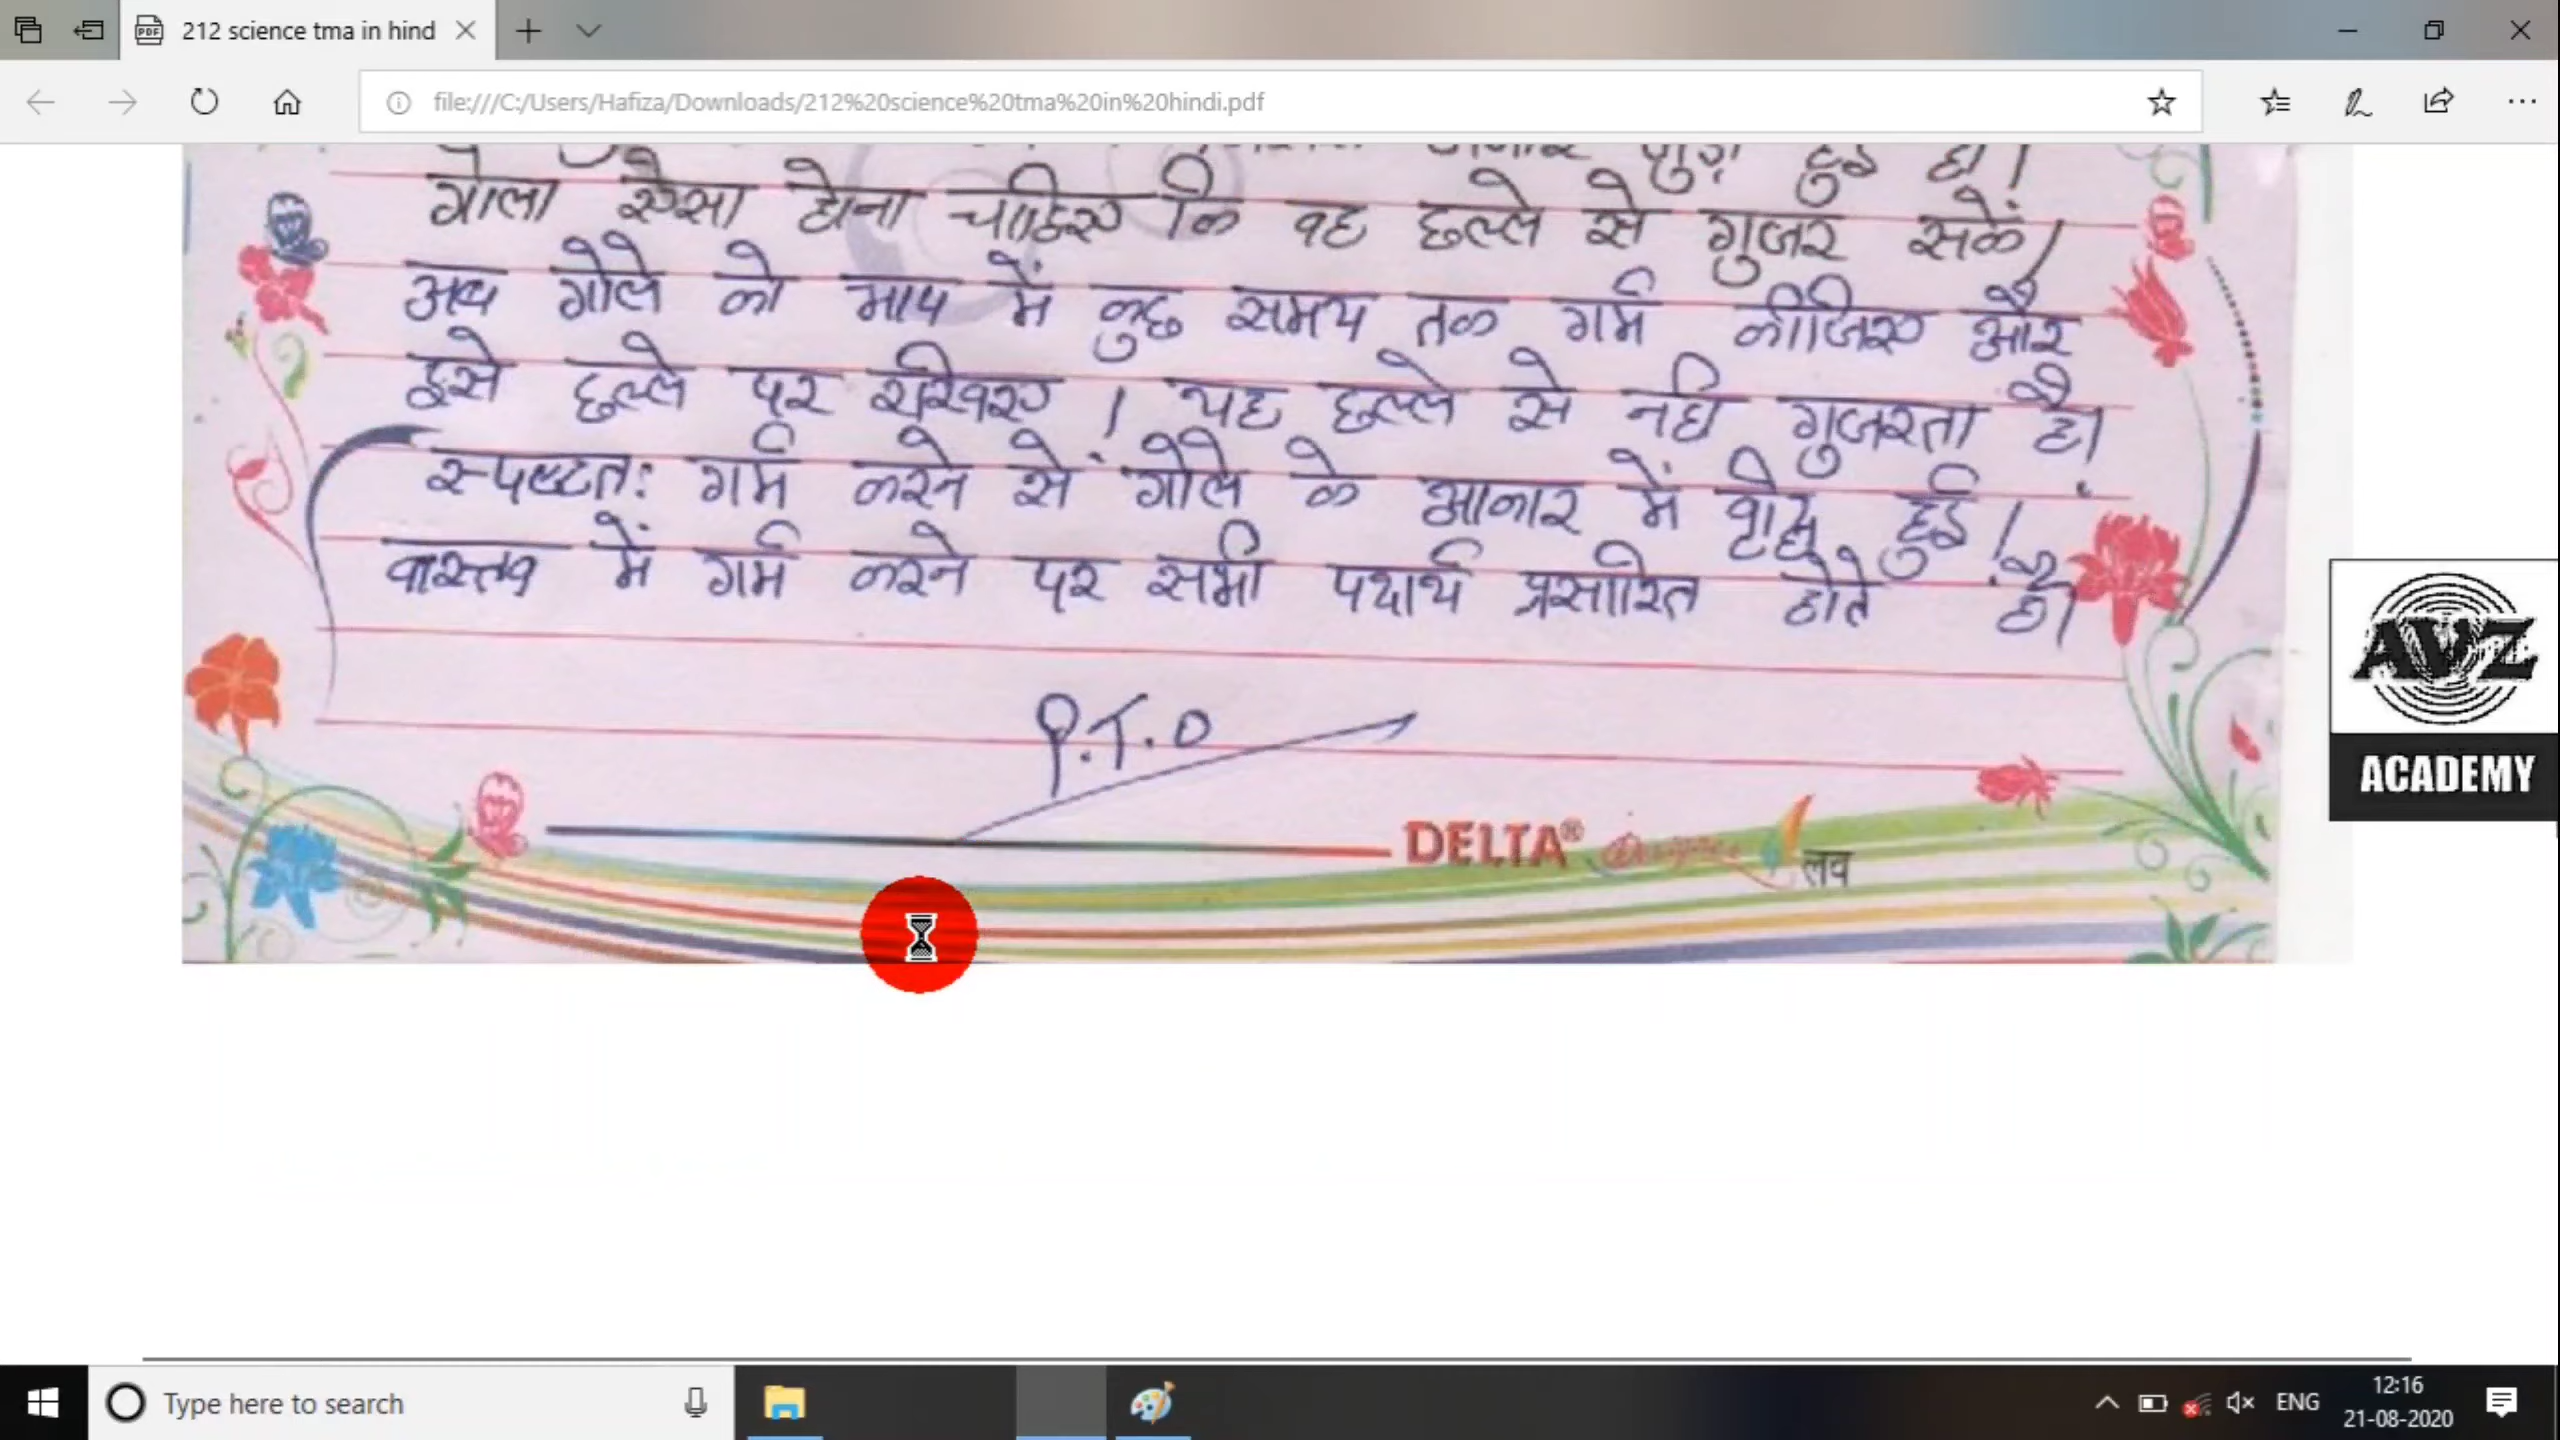 212 science tma in hind
file:///C:/Users/Hafiza/Downloads/212%20science%20tma%20in%20hindi.pdf
हुई हो।
गोला ऐसा होना चाहिए कि वह छल्ले से गुजर सकें।
अब गोले को माप में कुछ समय तक गर्म कीजिए और
इसे छल्ले पर रखिए। यह छल्ले से नही गुजरता है।
स्पष्टत: गर्म करने से गोले के आकार में वृद्धि हुई।
वास्तव में गर्म करने पर सभी पदार्थ प्रसारित होते हैं।
P.T.O
DELTA®
लव
AVZ
ACADEMY
Type here to search
ENG
12:16
21-08-2020